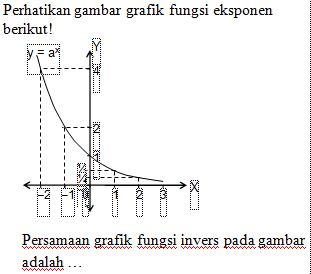 Perhatikan gambar grafik fungsi eksponen
berikut!
Y
y = aˣ
4
2
1
X
−2 −1 1 2 3
Persamaan grafik fungsi invers pada gambar
adalah …